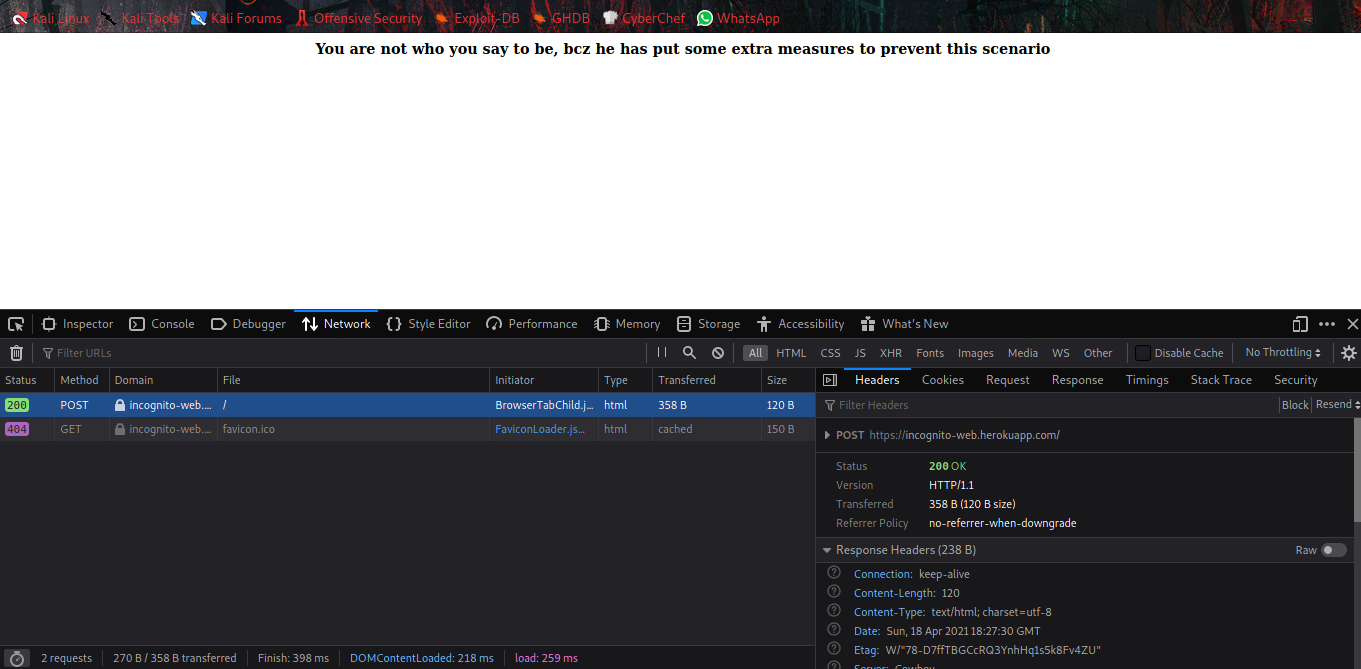 Kali Linux Kali Tools Kali Forums Offensive Security Exploit-DB GHDB CyberChef WhatsApp
You are not who you say to be, bcz he has put some extra measures to prevent this scenario
Inspector Console Debugger Network {} Style Editor Performance Memory Storage Accessibility What's New
Filter URLs All HTML CSS JS XHR Fonts Images Media WS Other Disable Cache No Throttling
Status Method Domain File Initiator Type Transferred Size Headers Cookies Request Response Timings Stack Trace Security
200 POST incognito-web.... / BrowserTabChild.j... html 358 B 120 B Filter Headers Block Resend
404 GET incognito-web.... favicon.ico FaviconLoader.js... html cached 150 B
POST https://incognito-web.herokuapp.com/
Status 200 OK
Version HTTP/1.1
Transferred 358 B (120 B size)
Referrer Policy no-referrer-when-downgrade
Response Headers (238 B) Raw
Connection: keep-alive
Content-Length: 120
Content-Type: text/html; charset=utf-8
Date: Sun, 18 Apr 2021 18:27:30 GMT
Etag: W/"78-D7ffTBGCcRQ3YnhHq1s5k8Fv4ZU"
Server: Cowboy
2 requests 270 B / 358 B transferred Finish: 398 ms DOMContentLoaded: 218 ms load: 259 ms